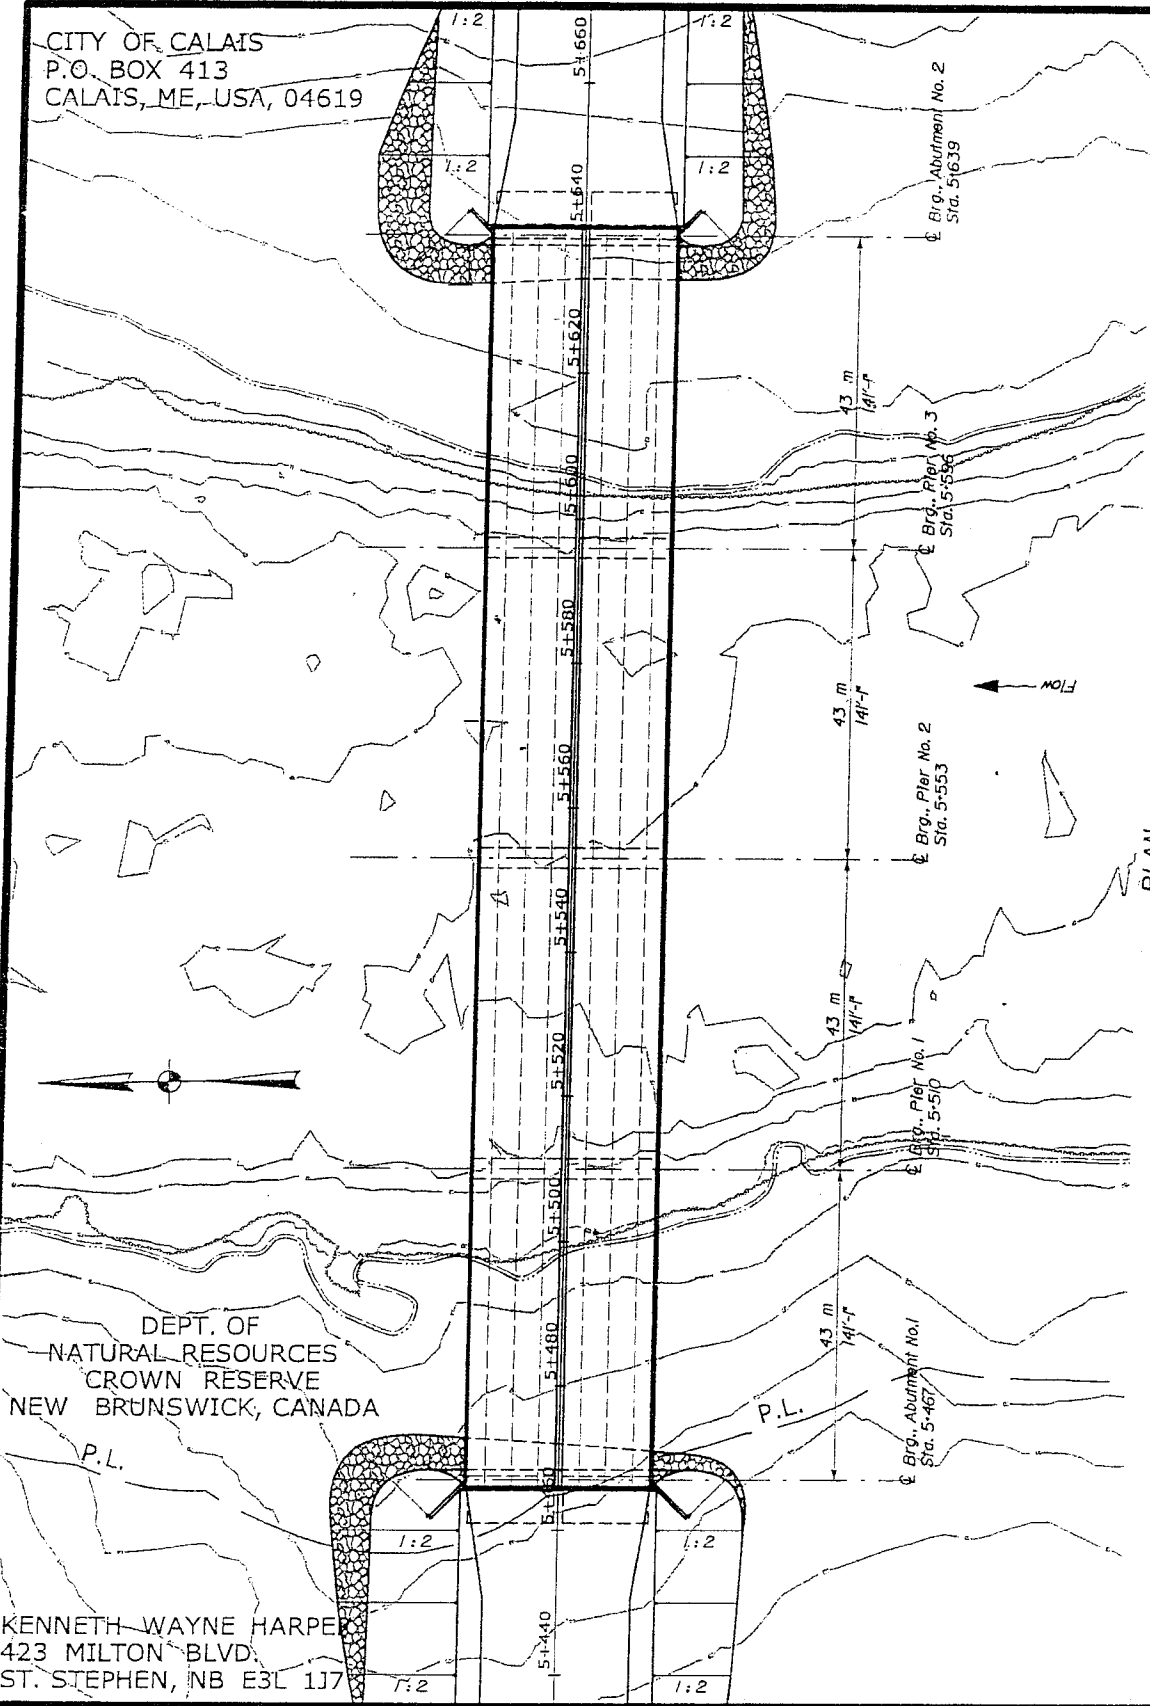 CITY OF CALAIS
P.O. BOX 413
CALAIS, ME, USA, 04619
1:2
1:2
5+660
1:2
1:2
5+640
℄ Brg., Abutment No. 2
Sta. 5+639
5+620
43 m
141'-1"
5+600
℄ Brg., Pier No. 3
Sta. 5+596
5+580
43 m
141'-1"
Flow
5+560
℄ Brg., Pier No. 2
Sta. 5+553
PLAN
5+540
43 m
141'-1"
5+520
℄ Brg., Pier No. 1
Sta. 5+510
5+500
43 m
141'-1"
5+480
DEPT. OF
NATURAL RESOURCES
CROWN RESERVE
NEW BRUNSWICK, CANADA
P.L.
P.L.
℄ Brg., Abutment No.1
Sta. 5+467
5+460
1:2
1:2
5+440
KENNETH WAYNE HARPER
423 MILTON BLVD.
ST. STEPHEN, NB E3L 1J7
1:2
1:2